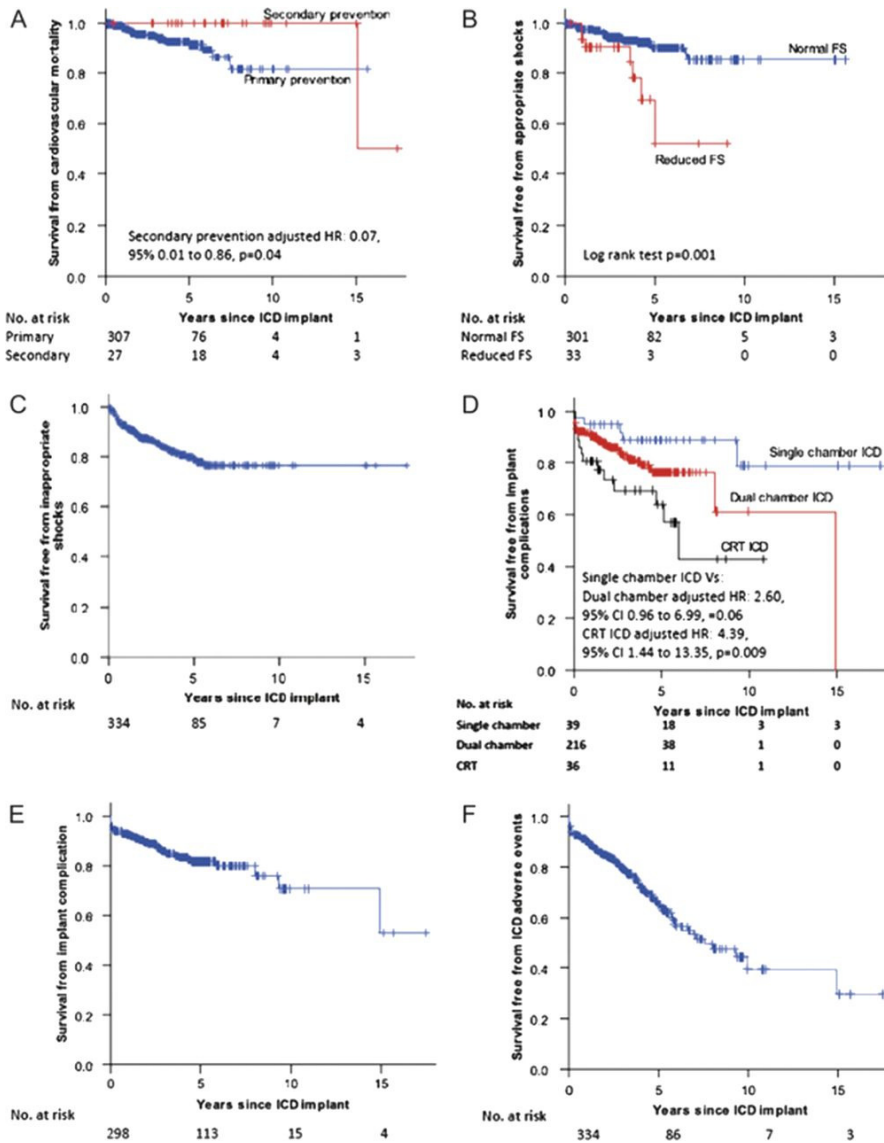 A
Survival from cardiovascular mortality
1.0
0.8
0.6
0.4
0.2
0.0
Secondary prevention
Primary prevention
Secondary prevention adjusted HR: 0.07,
95% 0.01 to 0.86, p=0.04
0 5 10 15
Years since ICD implant
No. at risk
Primary 307 76 4 1
Secondary 27 18 4 3
B
Survival free from appropriate shocks
1.0
0.8
0.6
0.4
0.2
0.0
Normal FS
Reduced FS
Log rank test p=0.001
0 5 10 15
Years since ICD implant
No. at risk
Normal FS 301 82 5 3
Reduced FS 33 3 0 0
C
Survival free from inappropriate
shocks
1.0
0.8
0.6
0.4
0.2
0.0
0 5 10 15
Years since ICD implant
No. at risk
334 85 7 4
D
Survival free from implant
complications
1.0
0.8
0.6
0.4
0.2
0.0
Single chamber ICD
Dual chamber ICD
CRT ICD
Single chamber ICD Vs:
Dual chamber adjusted HR: 2.60,
95% CI 0.96 to 6.99, =0.06
CRT ICD adjusted HR: 4.39,
95% CI 1.44 to 13.35, p=0.009
0 5 10 15
Years since ICD implant
No. at risk
Single chamber 39 18 3 3
Dual chamber 216 38 1 0
CRT 36 11 1 0
E
Survival from implant complication
1.0
0.8
0.6
0.4
0.2
0.0
0 5 10 15
Years since ICD implant
No. at risk
298 113 15 4
F
Survival free from ICD adverse events
1.0
0.8
0.6
0.4
0.2
0.0
0 5 10 15
Years since ICD implant
No. at risk
334 86 7 3